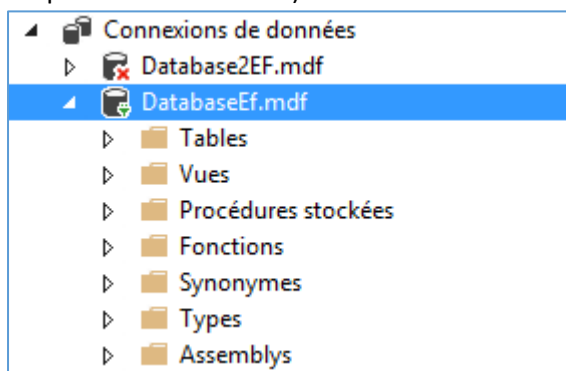 Connexions de données
Database2EF.mdf
DatabaseEf.mdf
Tables
Vues
Procédures stockées
Fonctions
Synonymes
Types
Assemblys